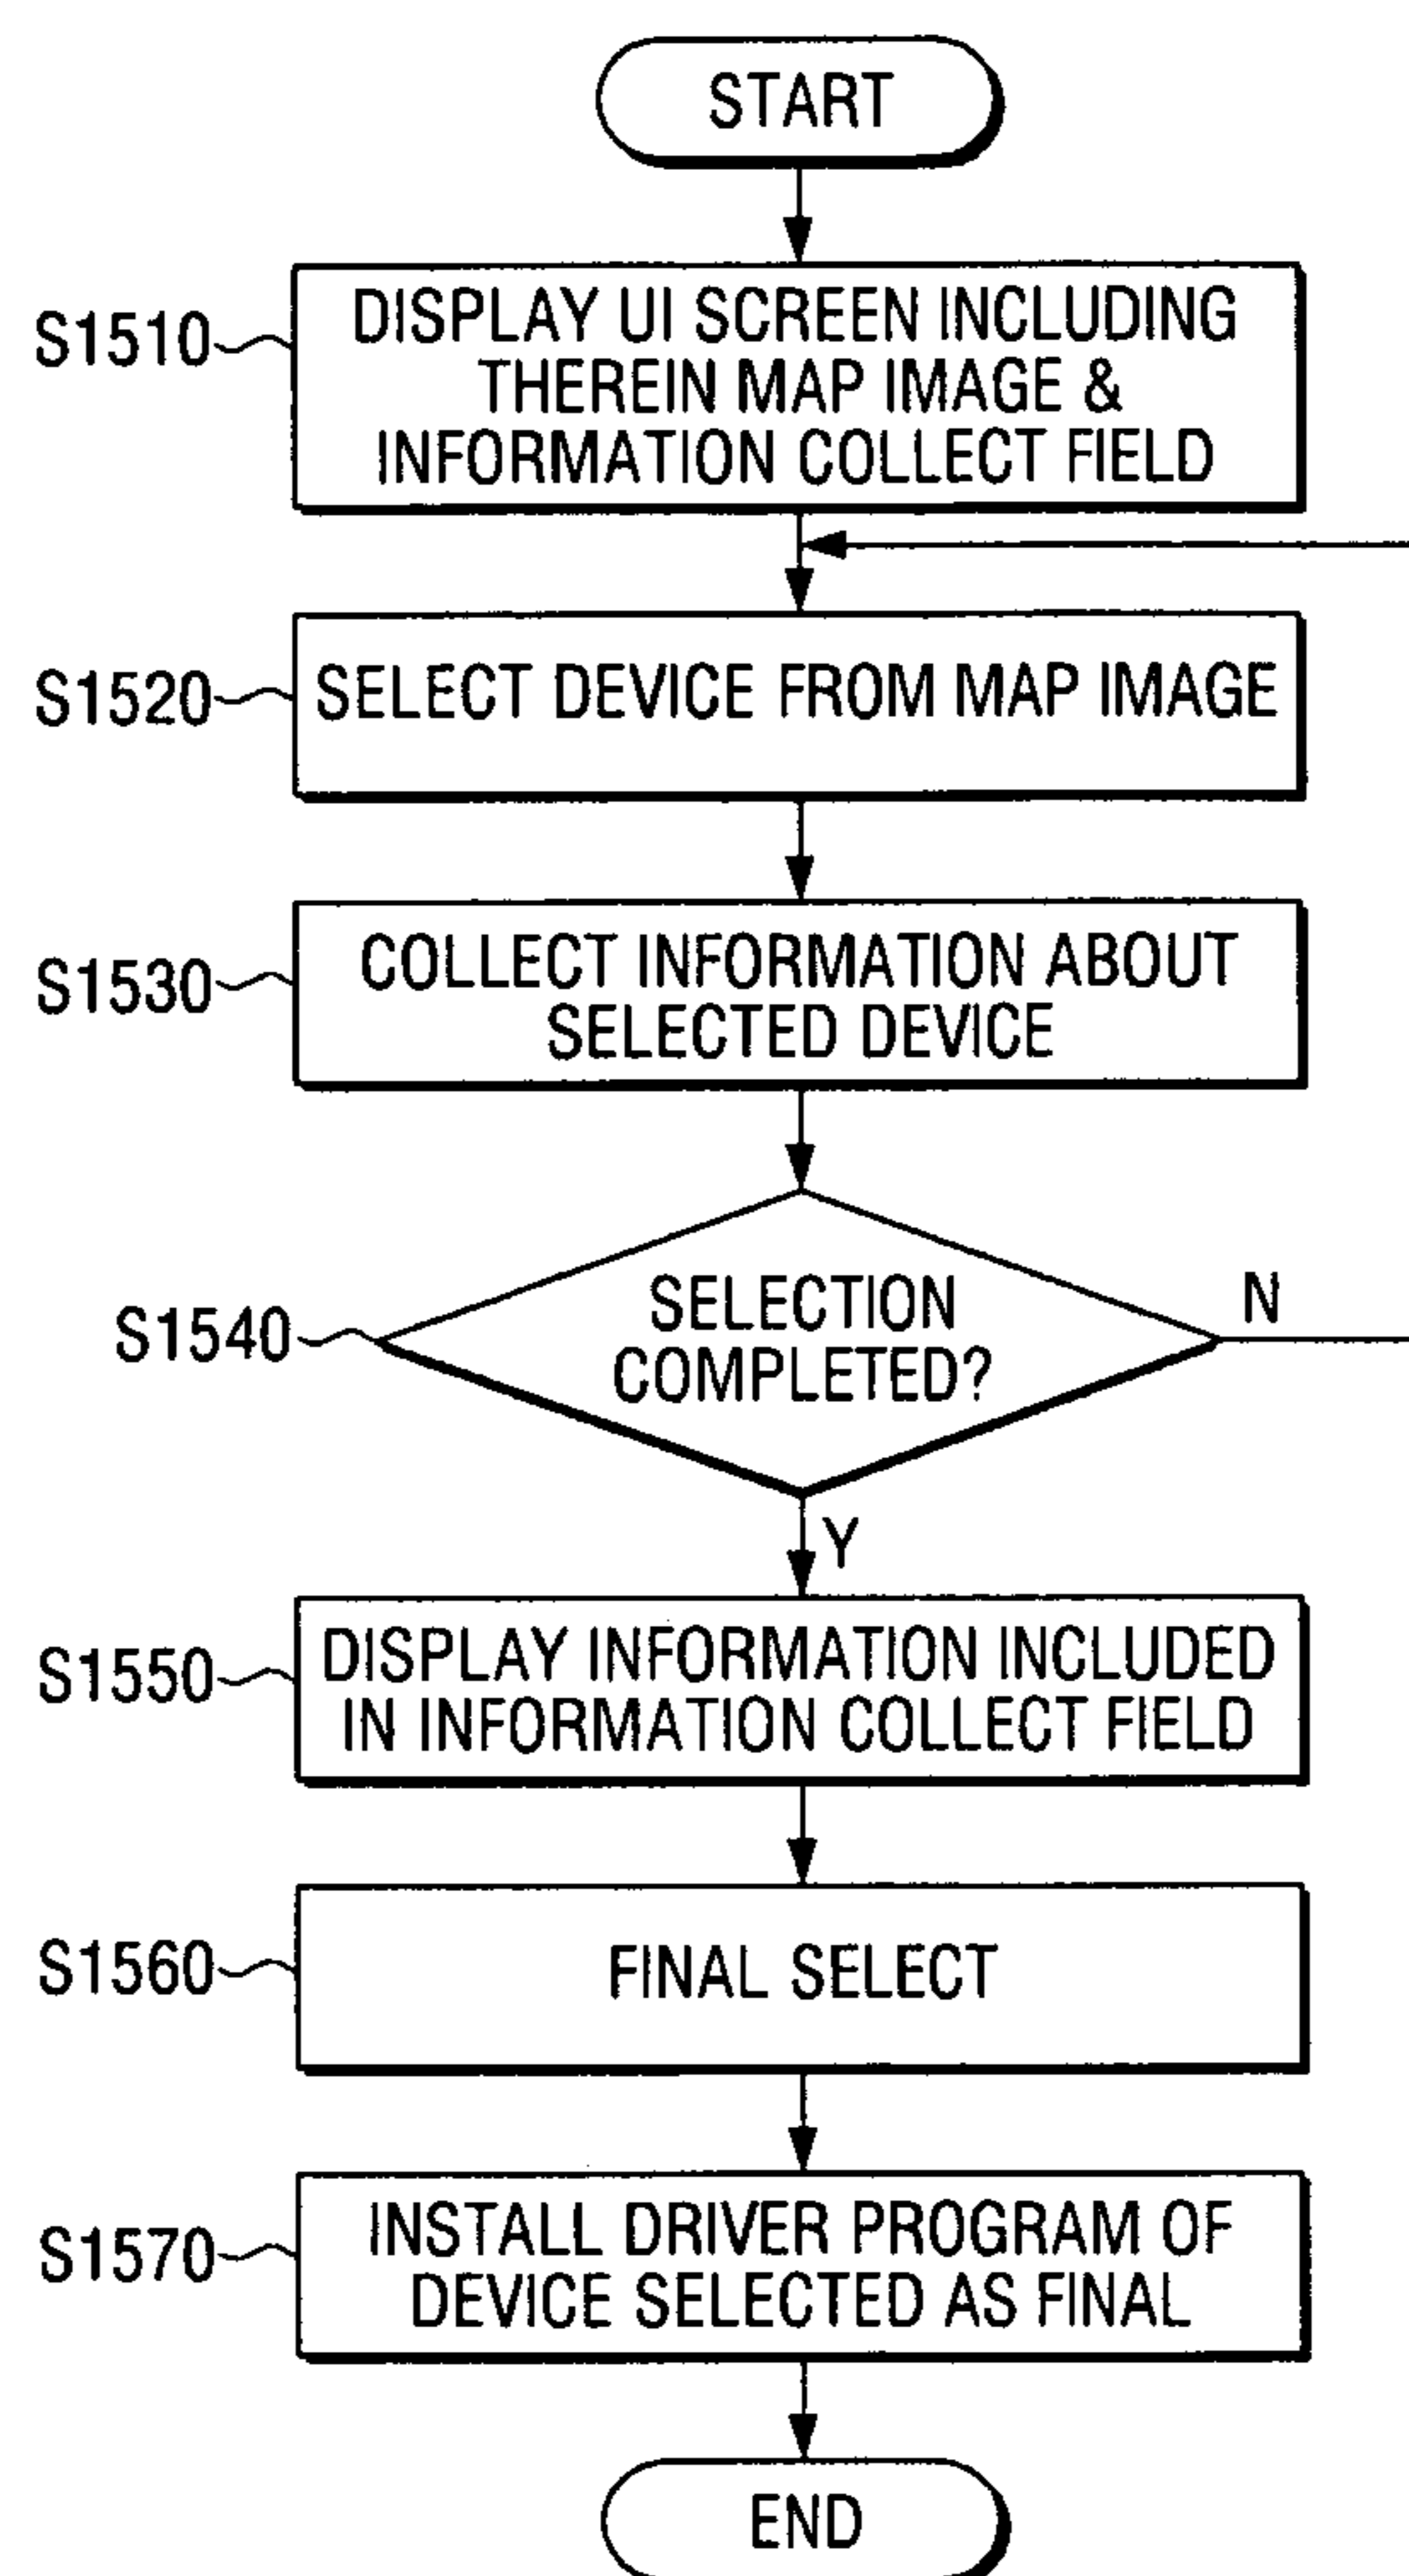 START
S1510
DISPLAY UI SCREEN INCLUDING
THEREIN MAP IMAGE &
INFORMATION COLLECT FIELD
S1520
SELECT DEVICE FROM MAP IMAGE
S1530
COLLECT INFORMATION ABOUT
SELECTED DEVICE
S1540
SELECTION
COMPLETED?
N
Y
S1550
DISPLAY INFORMATION INCLUDED
IN INFORMATION COLLECT FIELD
S1560
FINAL SELECT
S1570
INSTALL DRIVER PROGRAM OF
DEVICE SELECTED AS FINAL
END